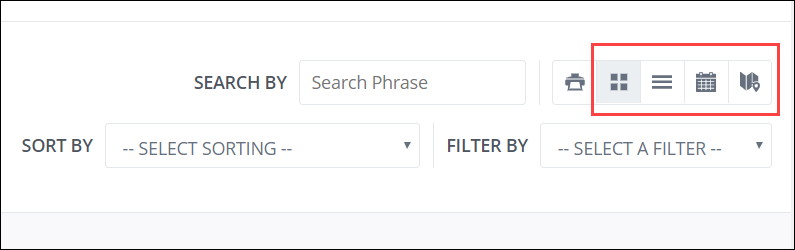 SEARCH BY Search Phrase
SORT BY -- SELECT SORTING -- FILTER BY -- SELECT A FILTER --